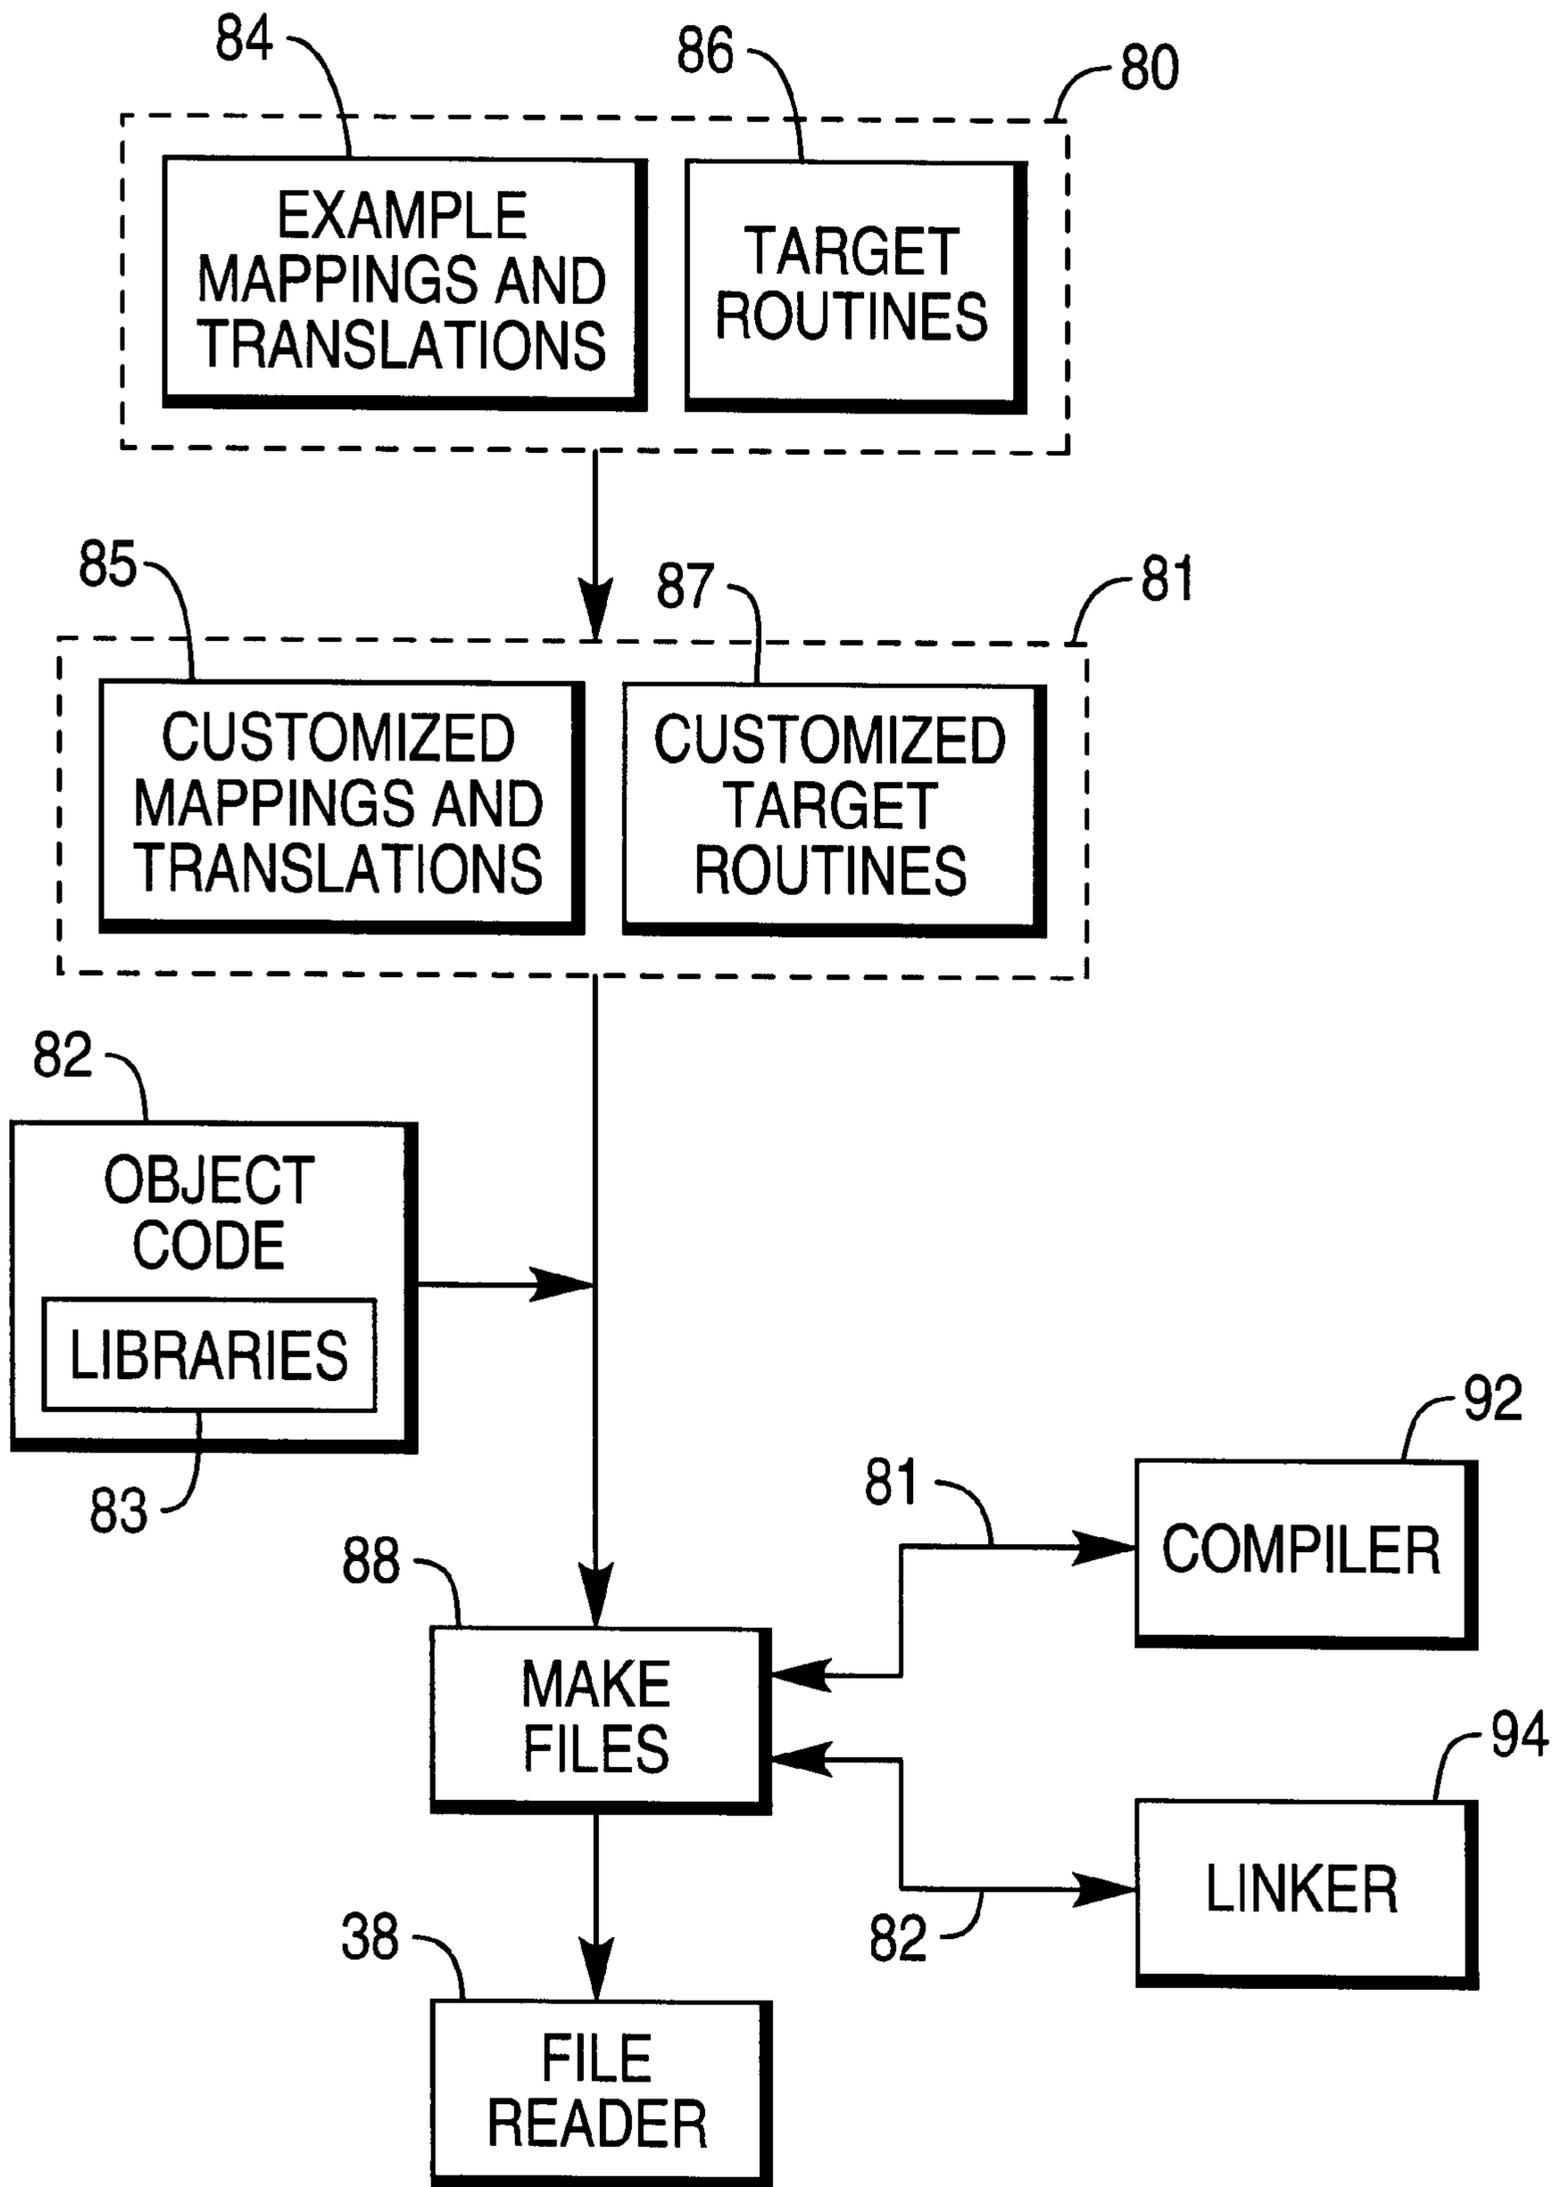 84
86
80
EXAMPLE
MAPPINGS AND
TRANSLATIONS
TARGET
ROUTINES
85
87
81
CUSTOMIZED
MAPPINGS AND
TRANSLATIONS
CUSTOMIZED
TARGET
ROUTINES
82
OBJECT
CODE
LIBRARIES
83
92
81
COMPILER
88
MAKE
FILES
94
LINKER
82
38
FILE
READER